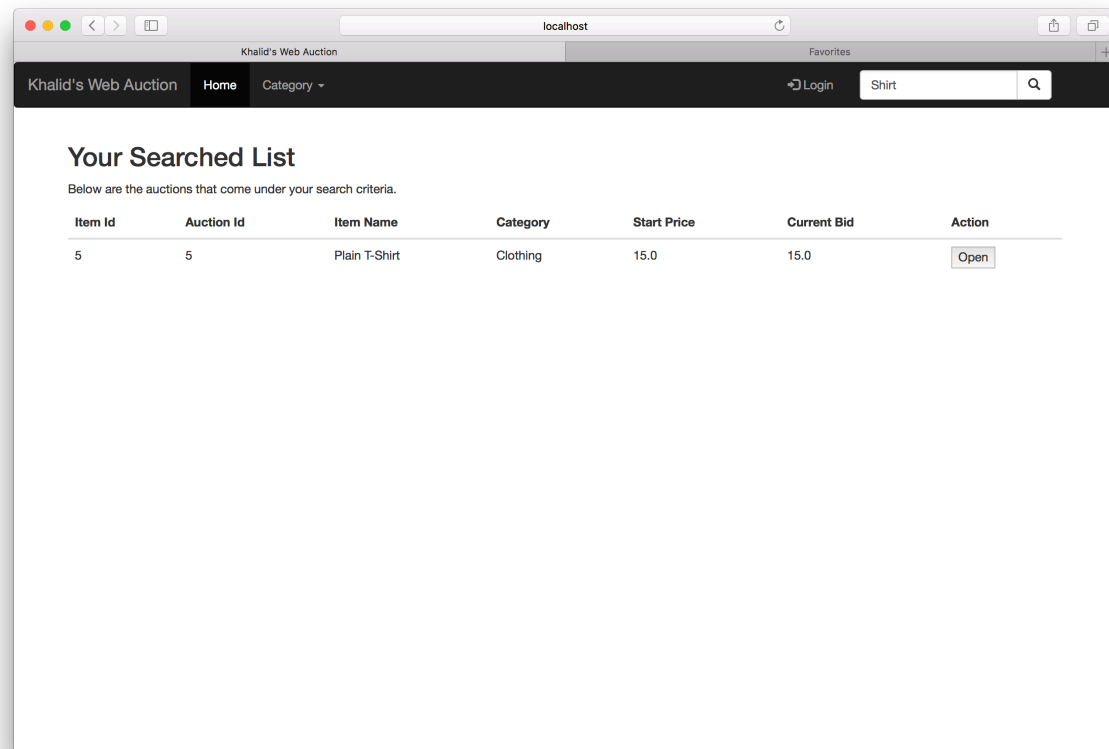 localhost
Khalid's Web Auction Favorites
Khalid's Web Auction Home Category Login Shirt
Your Searched List
Below are the auctions that come under your search criteria.
Item Id Auction Id Item Name Category Start Price Current Bid Action
5 5 Plain T-Shirt Clothing 15.0 15.0 Open